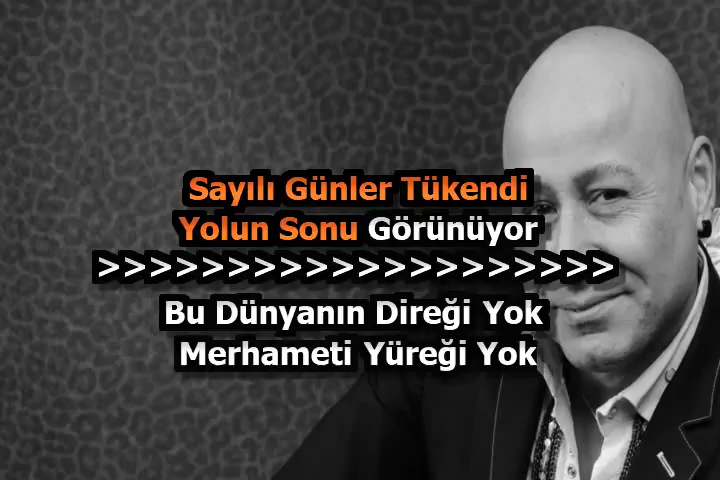 Sayılı Günler Tükendi
Yolun Sonu Görünüyor
>>>>>>>>>>>>>>>>>>>>
Bu Dünyanın Direği Yok
Merhameti Yüreği Yok